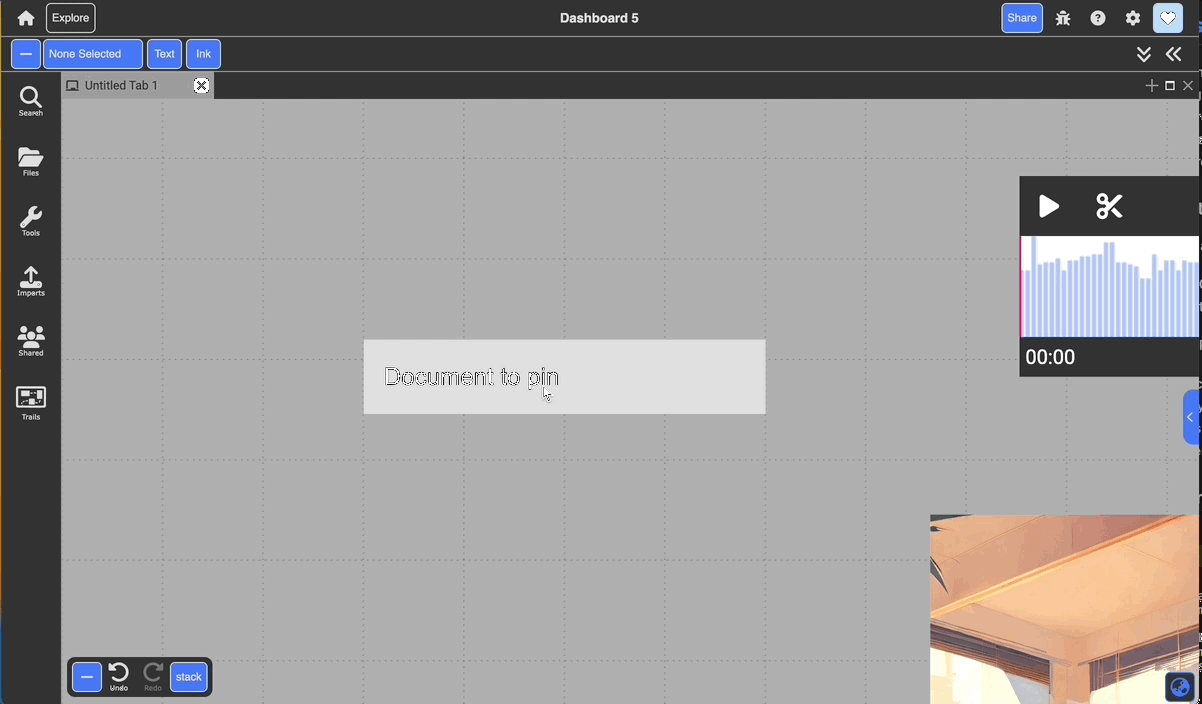 Explore
Dashboard 5
Share
None Selected
Text
Ink
Untitled Tab 1
Search
Files
Tools
Imports
Shared
Trails
Document to pin
00:00
Undo
Redo
stack